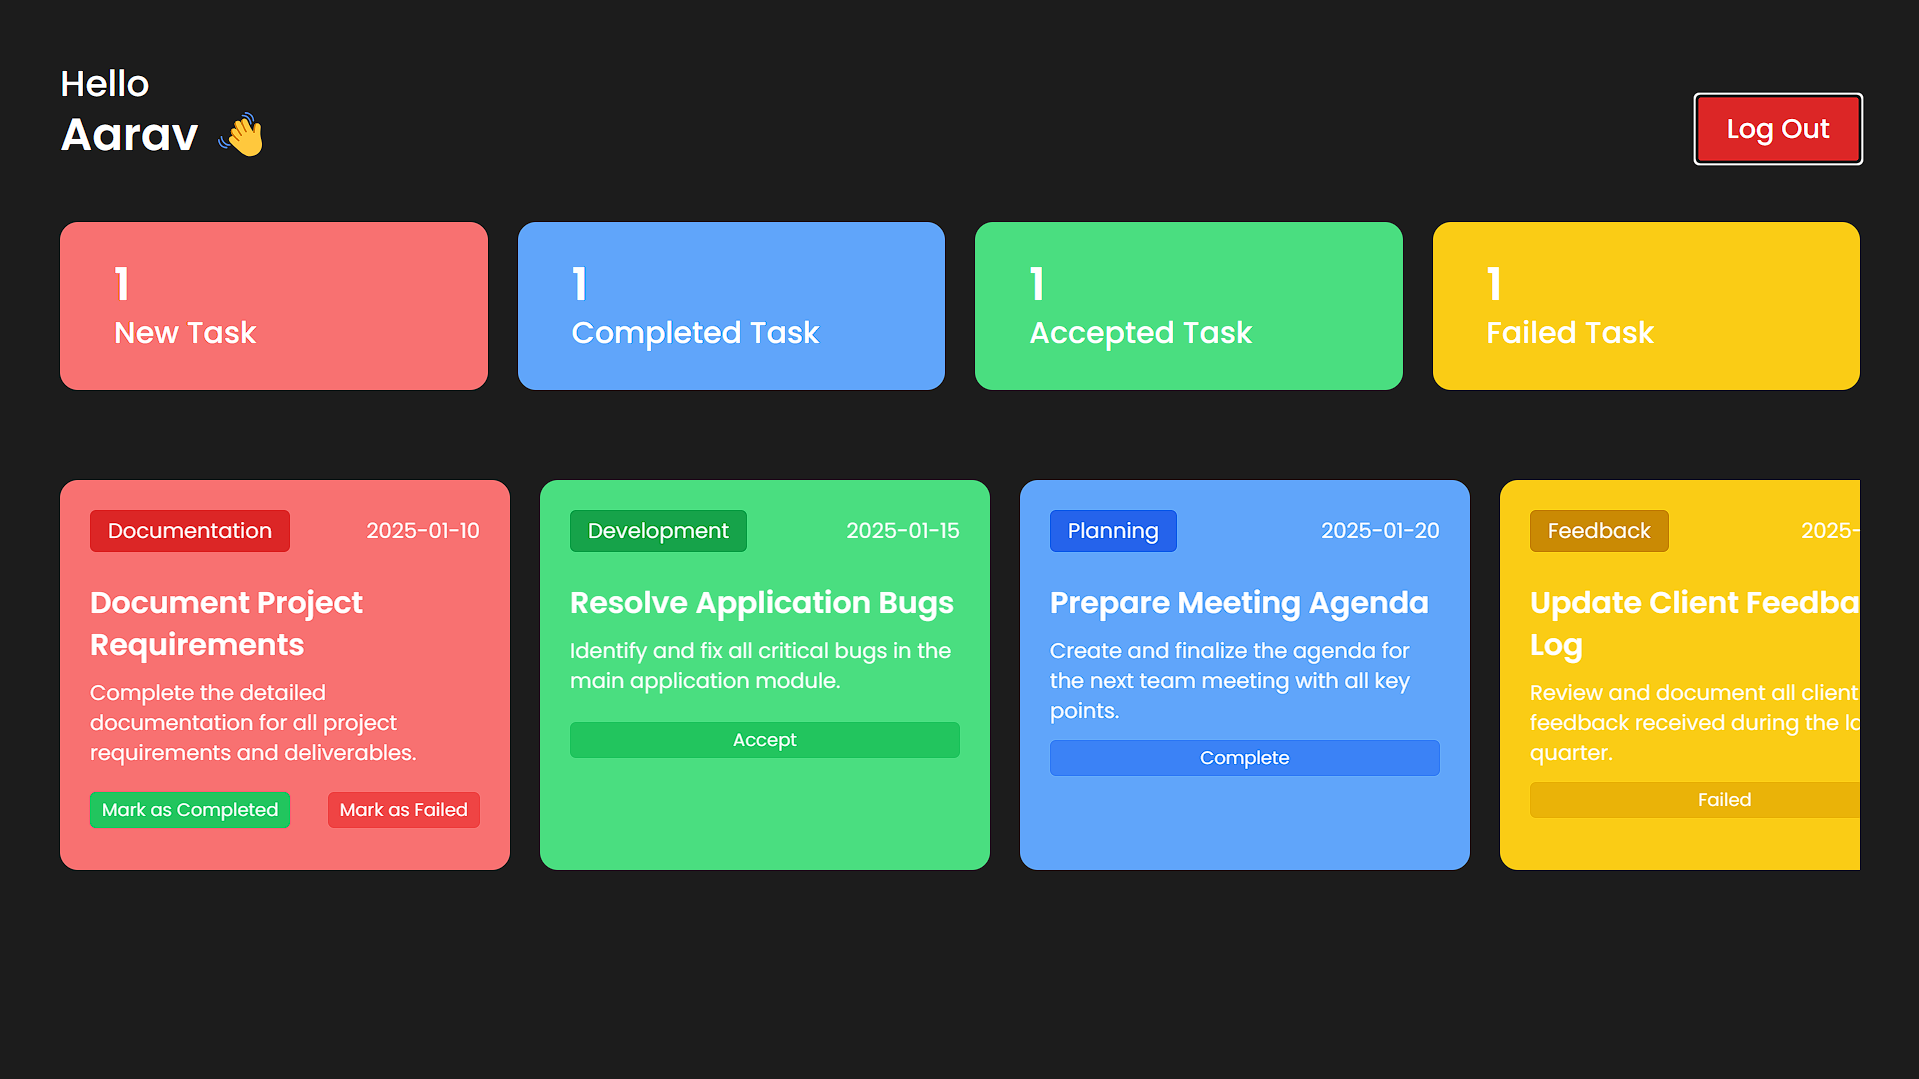 Hello
Aarav 👋
Log Out
1
New Task
1
Completed Task
1
Accepted Task
1
Failed Task
Documentation 2025-01-10
Document Project
Requirements
Complete the detailed
documentation for all project
requirements and deliverables.
Mark as Completed Mark as Failed
Development 2025-01-15
Resolve Application Bugs
Identify and fix all critical bugs in the
main application module.
Accept
Planning 2025-01-20
Prepare Meeting Agenda
Create and finalize the agenda for
the next team meeting with all key
points.
Complete
Feedback 2025-
Update Client
Log
Review and document all client
feedback received during the
quarter.
Failed